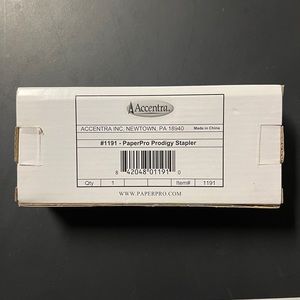 Accentra
ACCENTRA INC. NEWTOWN, PA 18940 Made in China
#1191 - PaperPro Prodigy Stapler
8 42048 01191 0
Qty 1 Item# 1191
WWW.PAPERPRO.COM